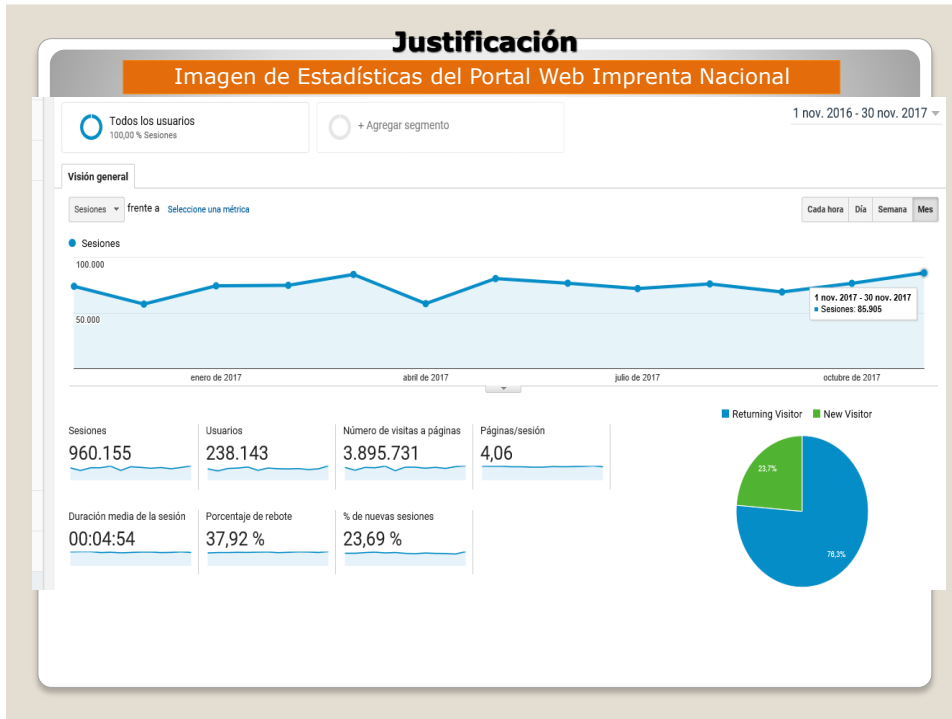 Justificación
Imagen de Estadísticas del Portal Web Imprenta Nacional
Todos los usuarios
100,00 % Sesiones
+ Agregar segmento
1 nov. 2016 - 30 nov. 2017
Visión general
Sesiones frente a Seleccione una métrica
Cada hora Día Semana Mes
Sesiones
100.000
50.000
1 nov. 2017 - 30 nov. 2017
Sesiones: 85.905
enero de 2017 abril de 2017 julio de 2017 octubre de 2017
Returning Visitor New Visitor
Sesiones Usuarios Número de visitas a páginas Páginas/sesión
960.155 238.143 3.895.731 4,06
23,7%
76,3%
Duración media de la sesión Porcentaje de rebote % de nuevas sesiones
00:04:54 37,92 % 23,69 %